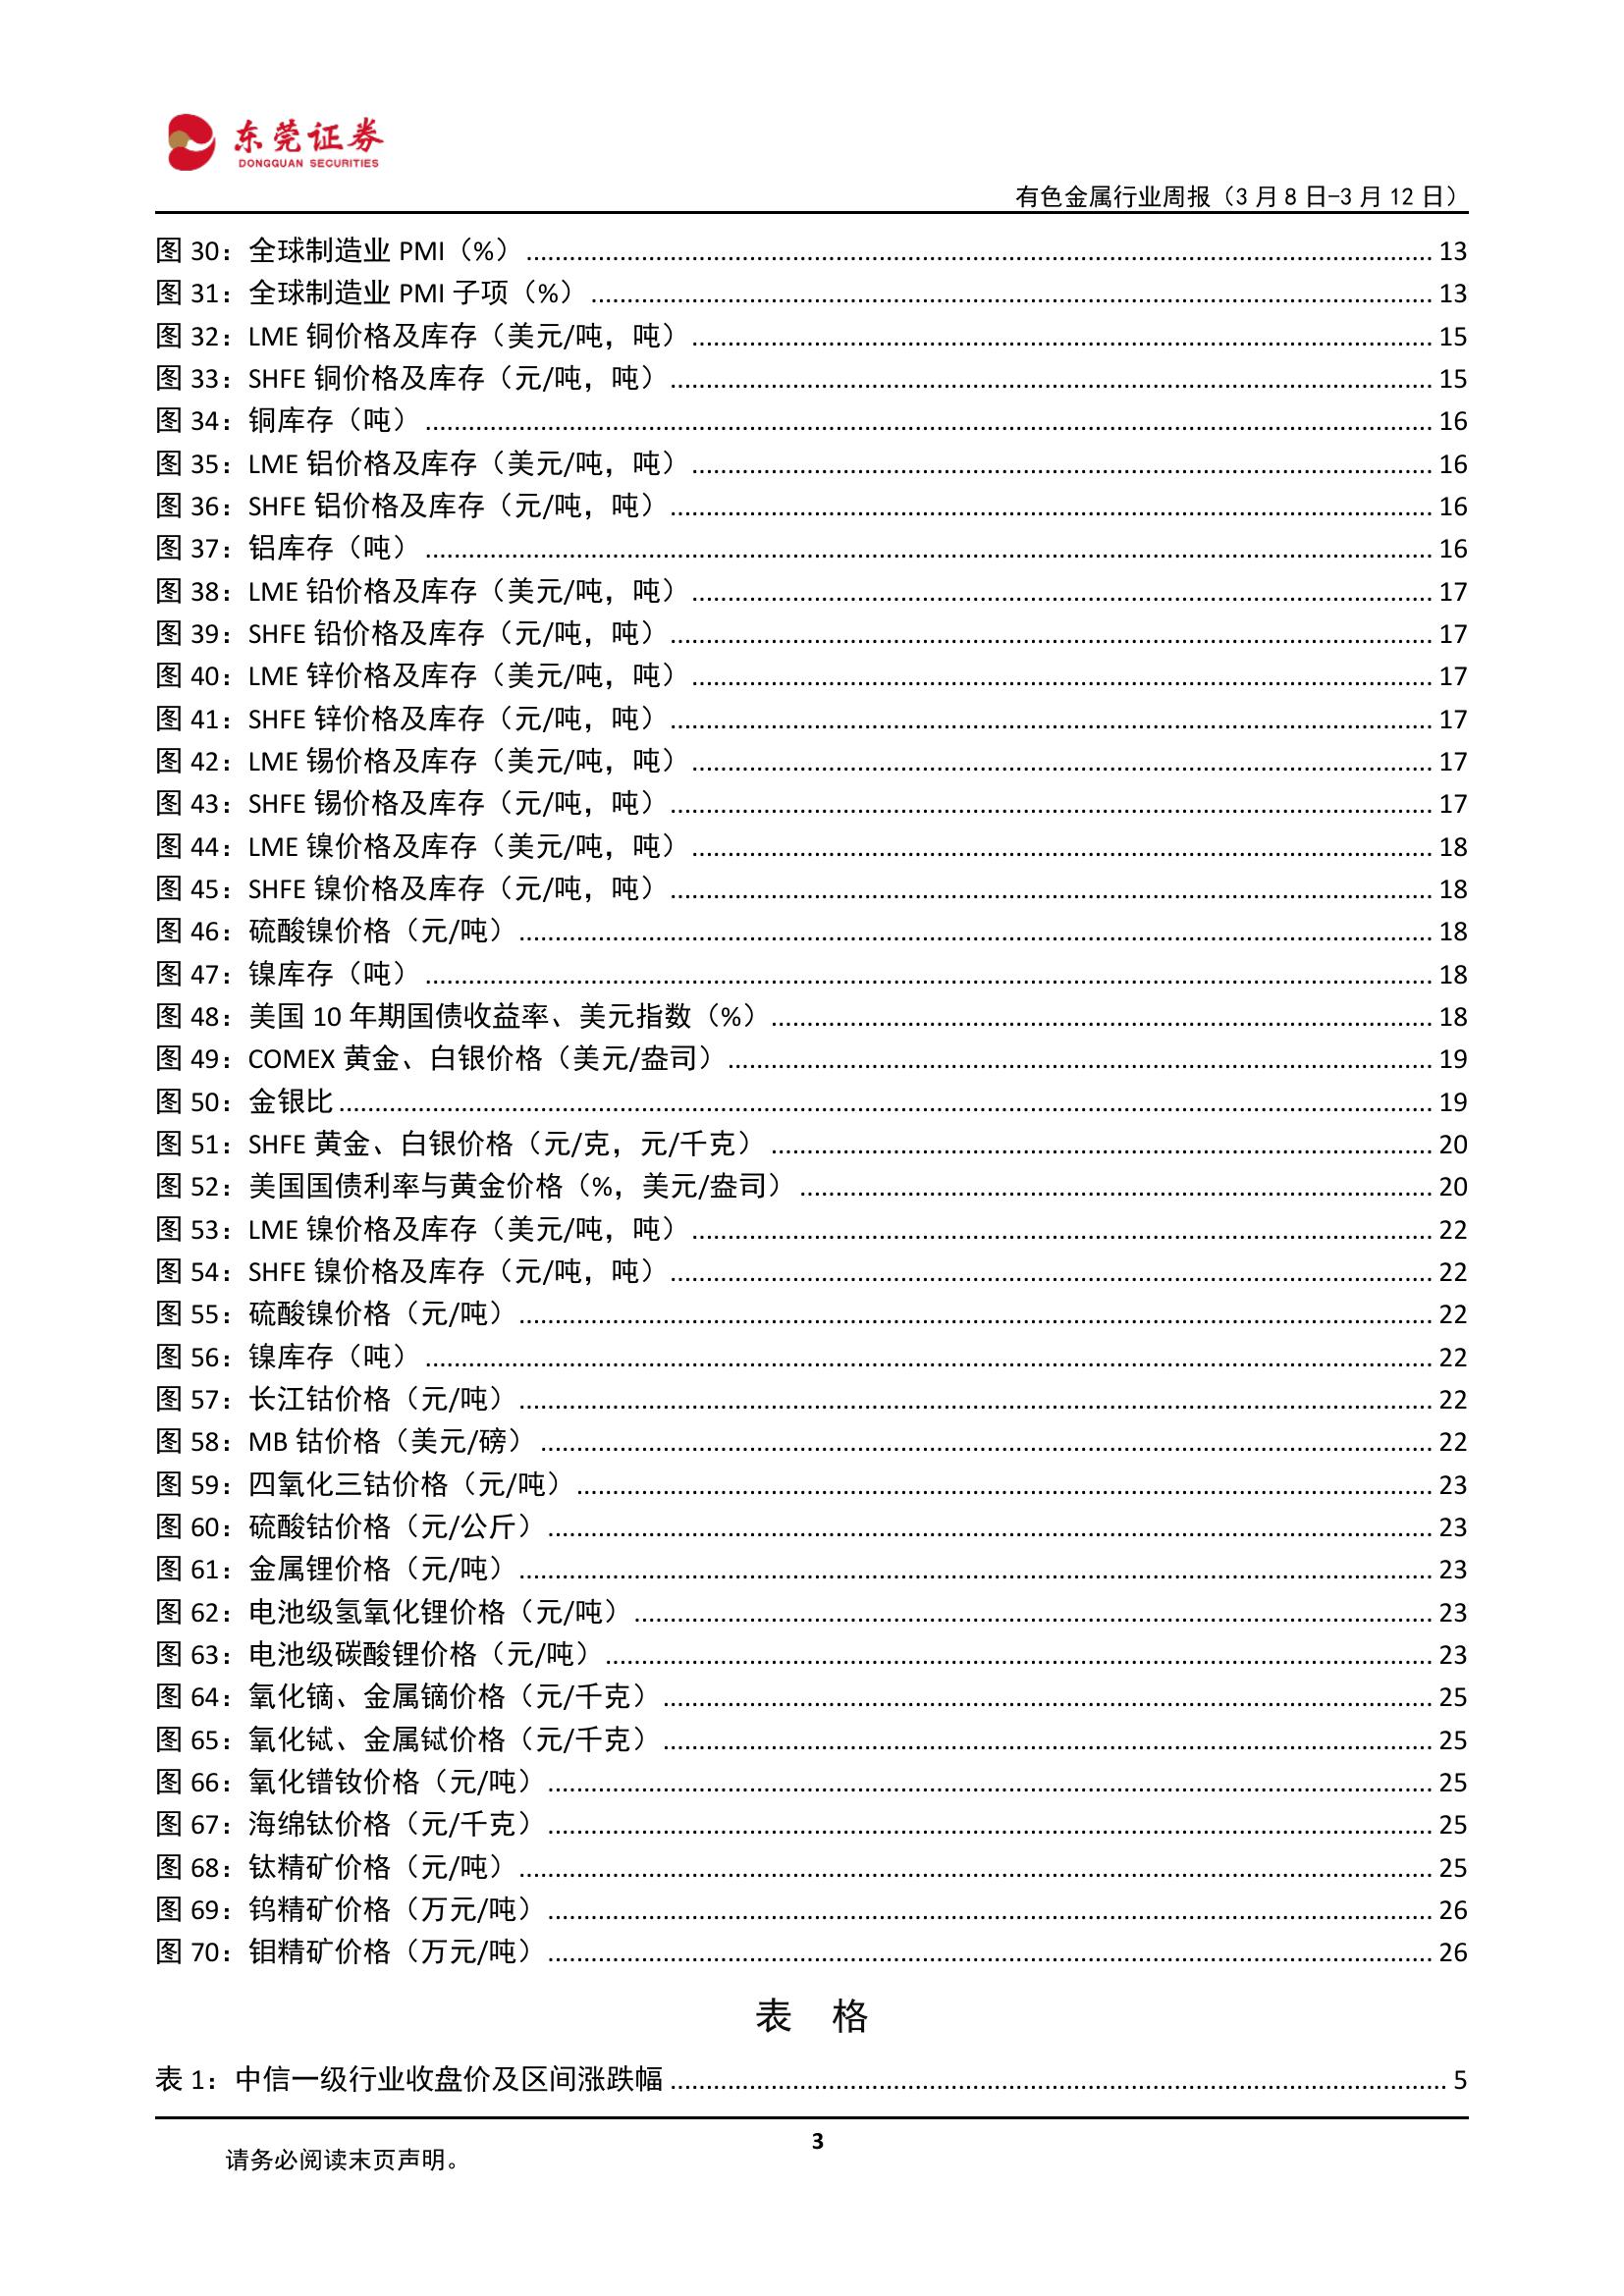 东莞证券
DONGGUAN SECURITIES
有色金属行业周报（3 月 8 日-3 月 12 日）
图 30：全球制造业 PMI（%） ........ 13
图 31：全球制造业 PMI 子项（%） ........ 13
图 32：LME 铜价格及库存（美元/吨，吨） ........ 15
图 33：SHFE 铜价格及库存（元/吨，吨） ........ 15
图 34：铜库存（吨） ........ 16
图 35：LME 铝价格及库存（美元/吨，吨） ........ 16
图 36：SHFE 铝价格及库存（元/吨，吨） ........ 16
图 37：铝库存（吨） ........ 16
图 38：LME 铅价格及库存（美元/吨，吨） ........ 17
图 39：SHFE 铅价格及库存（元/吨，吨） ........ 17
图 40：LME 锌价格及库存（美元/吨，吨） ........ 17
图 41：SHFE 锌价格及库存（元/吨，吨） ........ 17
图 42：LME 锡价格及库存（美元/吨，吨） ........ 17
图 43：SHFE 锡价格及库存（元/吨，吨） ........ 17
图 44：LME 镍价格及库存（美元/吨，吨） ........ 18
图 45：SHFE 镍价格及库存（元/吨，吨） ........ 18
图 46：硫酸镍价格（元/吨） ........ 18
图 47：镍库存（吨） ........ 18
图 48：美国 10 年期国债收益率、美元指数（%） ........ 18
图 49：COMEX 黄金、白银价格（美元/盎司） ........ 19
图 50：金银比 ........ 19
图 51：SHFE 黄金、白银价格（元/克，元/千克） ........ 20
图 52：美国国债利率与黄金价格（%，美元/盎司） ........ 20
图 53：LME 镍价格及库存（美元/吨，吨） ........ 22
图 54：SHFE 镍价格及库存（元/吨，吨） ........ 22
图 55：硫酸镍价格（元/吨） ........ 22
图 56：镍库存（吨） ........ 22
图 57：长江钴价格（元/吨） ........ 22
图 58：MB 钴价格（美元/磅） ........ 22
图 59：四氧化三钴价格（元/吨） ........ 23
图 60：硫酸钴价格（元/公斤） ........ 23
图 61：金属锂价格（元/吨） ........ 23
图 62：电池级氢氧化锂价格（元/吨） ........ 23
图 63：电池级碳酸锂价格（元/吨） ........ 23
图 64：氧化镝、金属镝价格（元/千克） ........ 25
图 65：氧化铽、金属铽价格（元/千克） ........ 25
图 66：氧化镨钕价格（元/吨） ........ 25
图 67：海绵钛价格（元/千克） ........ 25
图 68：钛精矿价格（元/吨） ........ 25
图 69：钨精矿价格（万元/吨） ........ 26
图 70：钼精矿价格（万元/吨） ........ 26
表 格
表 1：中信一级行业收盘价及区间涨跌幅 ........ 5
3
请务必阅读末页声明。